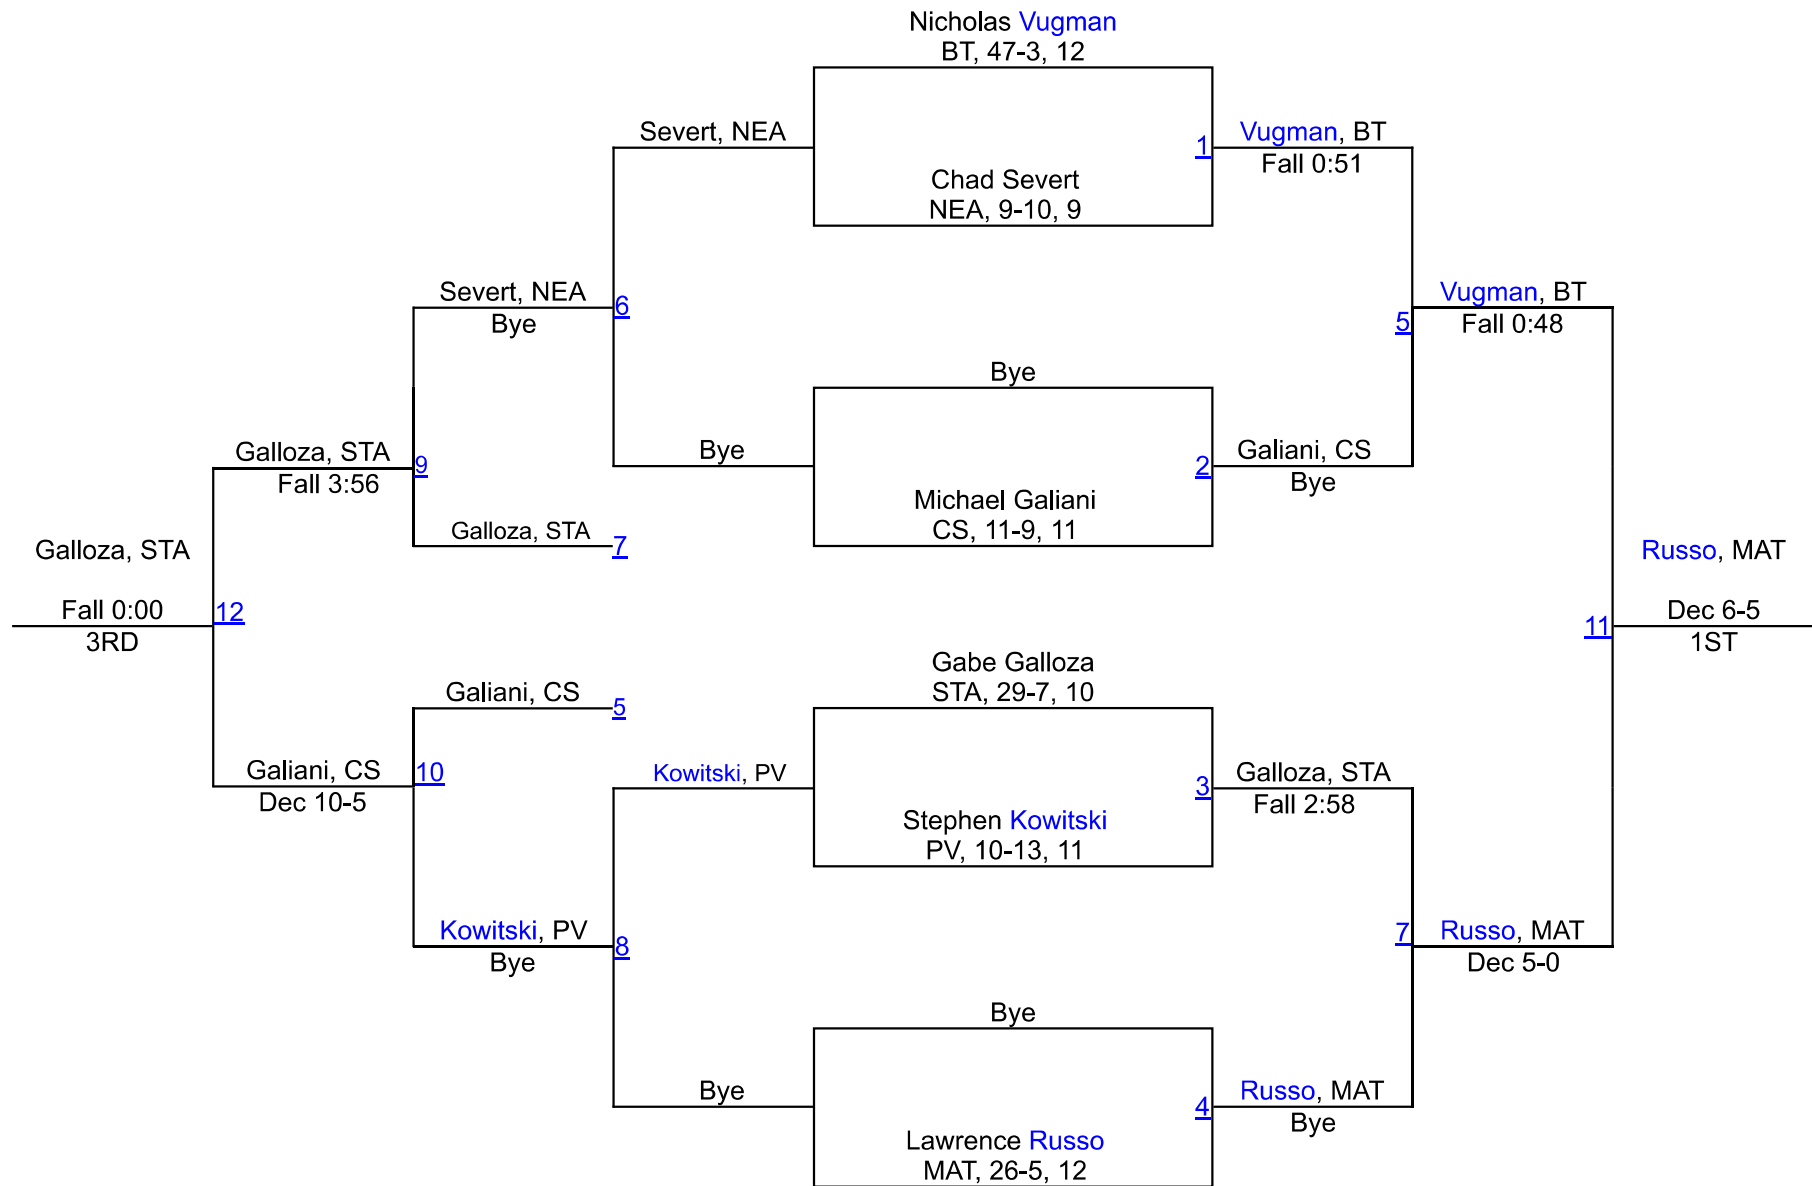 Nicholas Vugman
BT, 47-3, 12
Severt, NEA
1
Vugman, BT
Fall 0:51
Chad Severt
NEA, 9-10, 9
Severt, NEA
Bye
6
5
Vugman, BT
Fall 0:48
Bye
Galloza, STA
Fall 3:56
9
Bye
2
Galiani, CS
Bye
Michael Galiani
CS, 11-9, 11
Galloza, STA
7
Galloza, STA
Fall 0:00
3RD
12
Russo, MAT
Dec 6-5
1ST
11
Gabe Galloza
STA, 29-7, 10
Galiani, CS
5
Galiani, CS
Dec 10-5
10
Kowitski, PV
3
Galloza, STA
Fall 2:58
Stephen Kowitski
PV, 10-13, 11
Kowitski, PV
Bye
8
7
Russo, MAT
Dec 5-0
Bye
Bye
4
Russo, MAT
Bye
Lawrence Russo
MAT, 26-5, 12